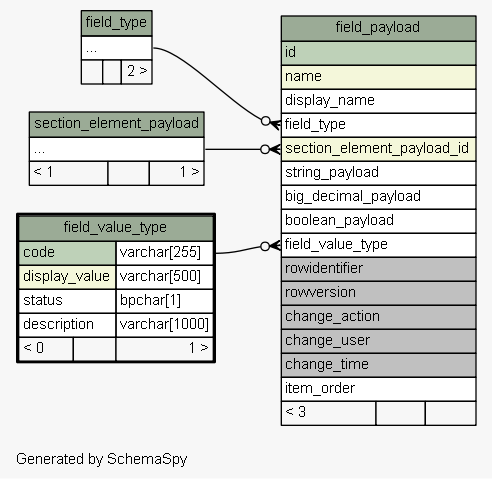 field_type
...
2 >
section_element_payload
...
< 1 1 >
field_value_type
code varchar[255]
display_value varchar[500]
status bpchar[1]
description varchar[1000]
< 0 1 >
field_payload
id
name
display_name
field_type
section_element_payload_id
string_payload
big_decimal_payload
boolean_payload
field_value_type
rowidentifier
rowversion
change_action
change_user
change_time
item_order
< 3
Generated by SchemaSpy